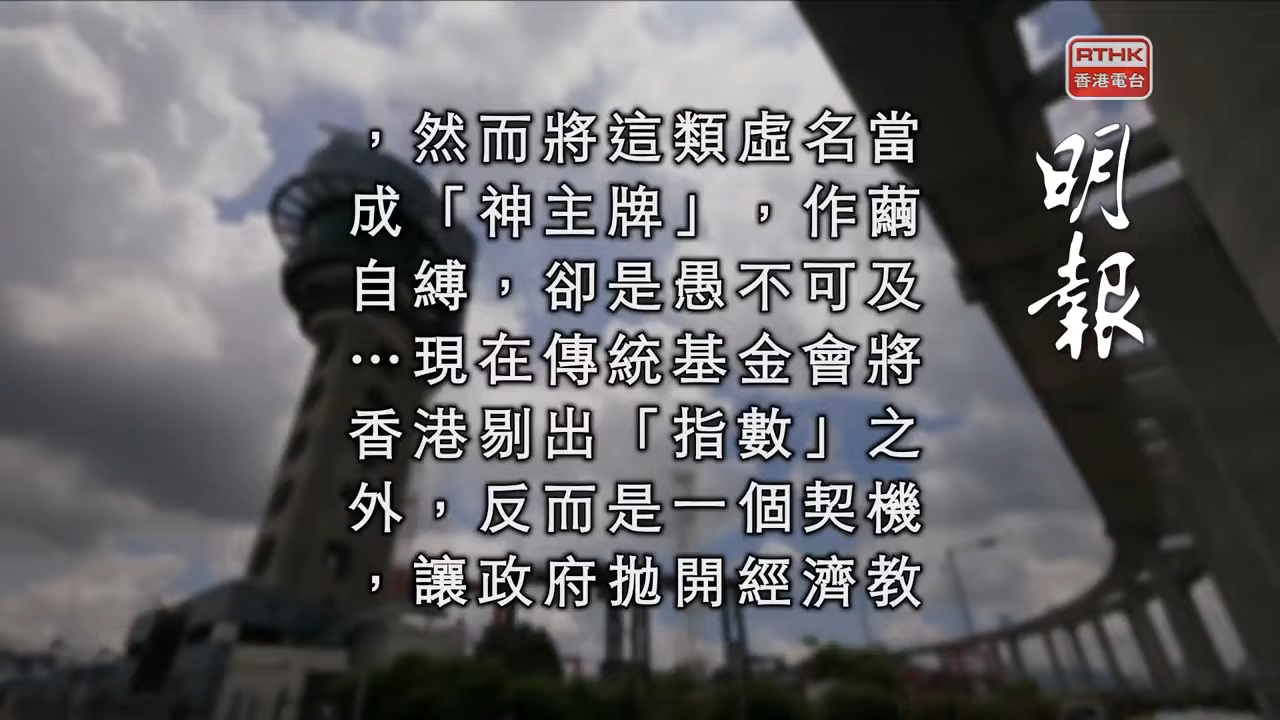 RTHK
香港電台
明報
，然而將這類虛名當
成「神主牌」，作繭
自縛，卻是愚不可及
…現在傳統基金會將
香港剔出「指數」之
外，反而是一個契機
，讓政府拋開經濟教